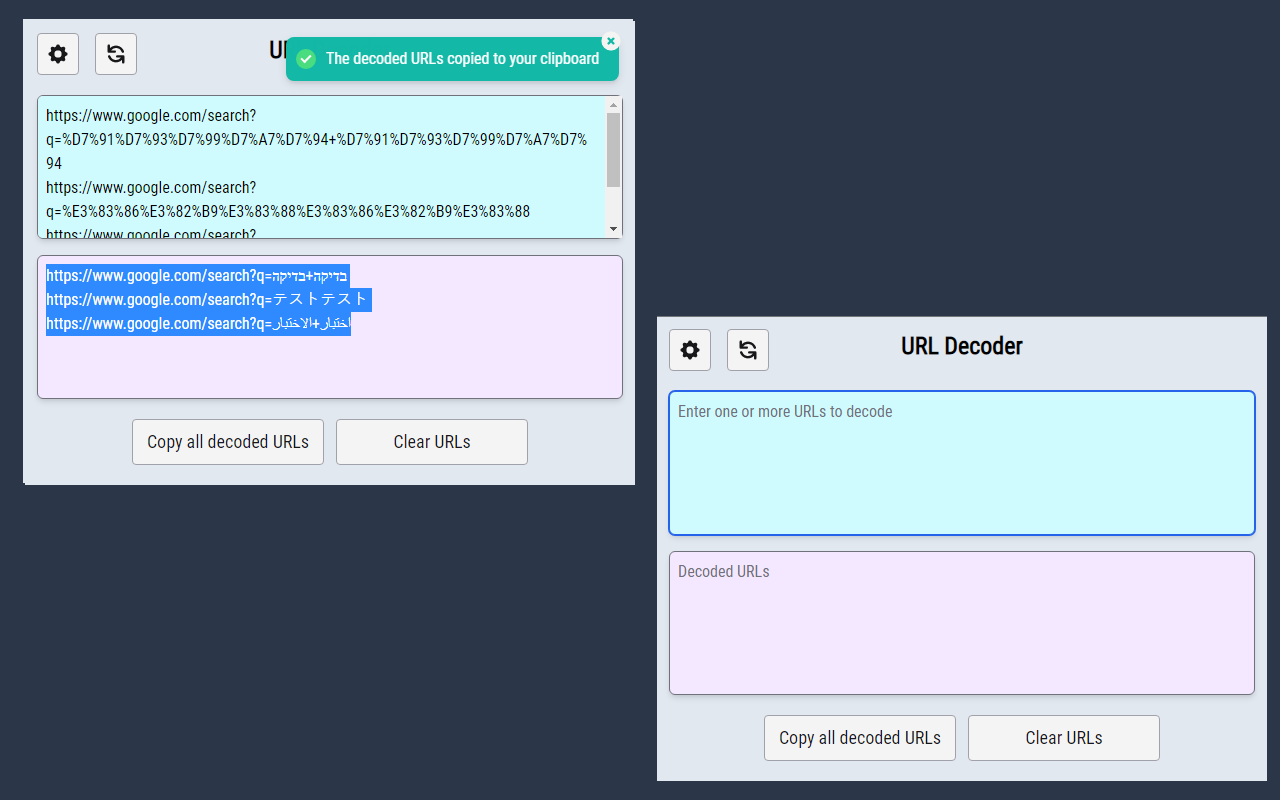 UR
The decoded URLs copied to your clipboard
https://www.google.com/search?
q=%D7%91%D7%93%D7%99%D7%A7%D7%94+%D7%91%D7%93%D7%99%D7%A7%D7%
94
https://www.google.com/search?
q=%E3%83%86%E3%82%B9%E3%83%88%E3%83%86%E3%82%B9%E3%83%88
https://www.google.com/search?
https://www.google.com/search?q=בדיקה+בדיקה
https://www.google.com/search?q=テストテスト
https://www.google.com/search?q=اختبار+الاختبار
Copy all decoded URLs
Clear URLs
URL Decoder
Enter one or more URLs to decode
Decoded URLs
Copy all decoded URLs
Clear URLs